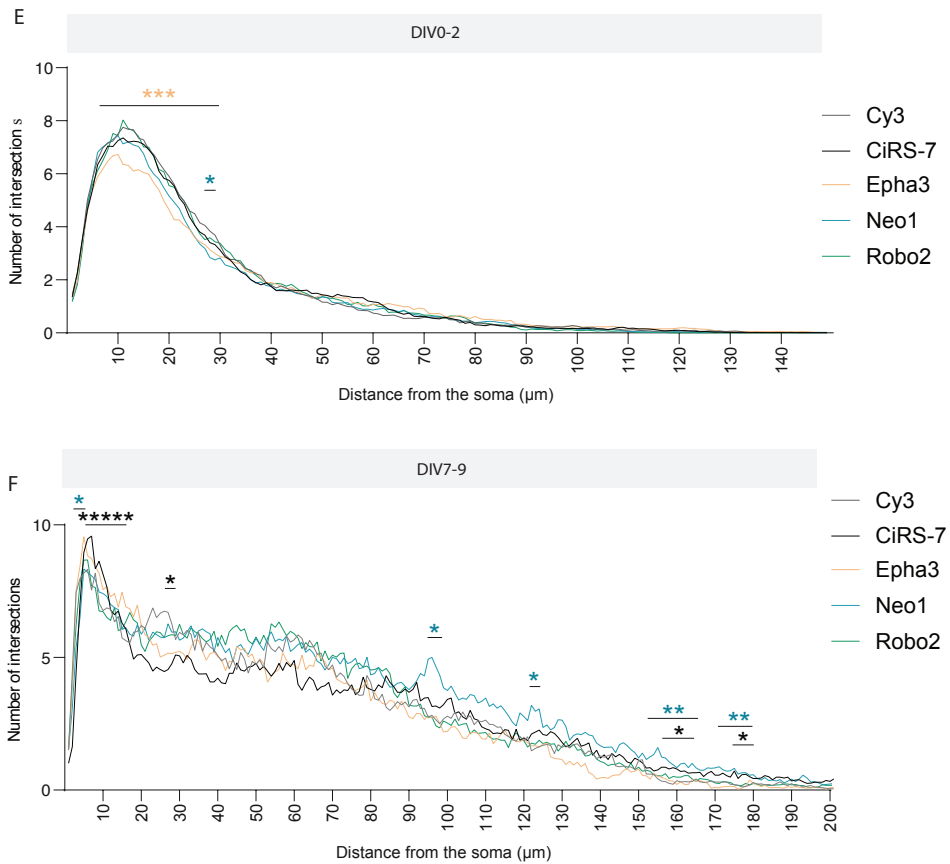 E
DIV0-2
10
8
6
4
2
0
Number of intersection s
***
*
Cy3
CiRS-7
Epha3
Neo1
Robo2
10 20 30 40 50 60 70 80 90 100 110 120 130 140
Distance from the soma (µm)
F
DIV7-9
10
5
0
Number of intersections
*
*****
*
*
*
**
*
**
*
Cy3
CiRS-7
Epha3
Neo1
Robo2
10 20 30 40 50 60 70 80 90 100 110 120 130 140 150 160 170 180 190 200
Distance from the soma (µm)